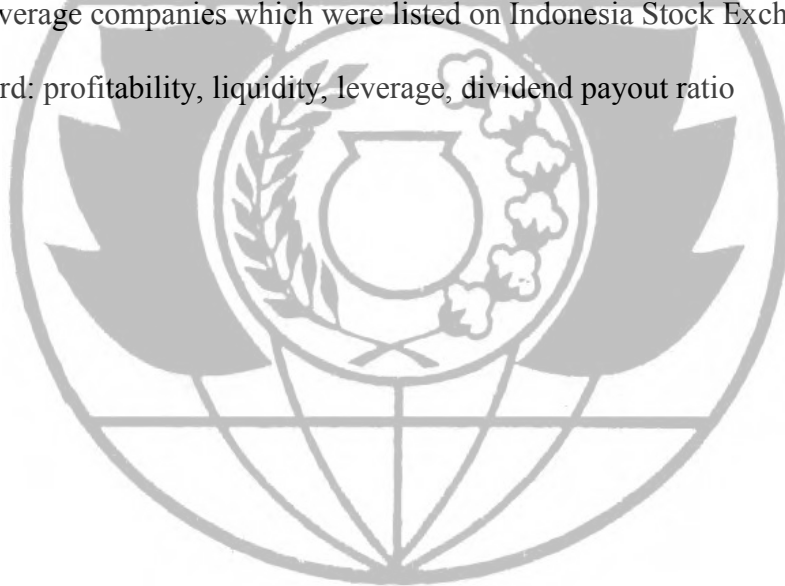 verage companies which were listed on Indonesia Stock Exch
rd: profitability, liquidity, leverage, dividend payout ratio